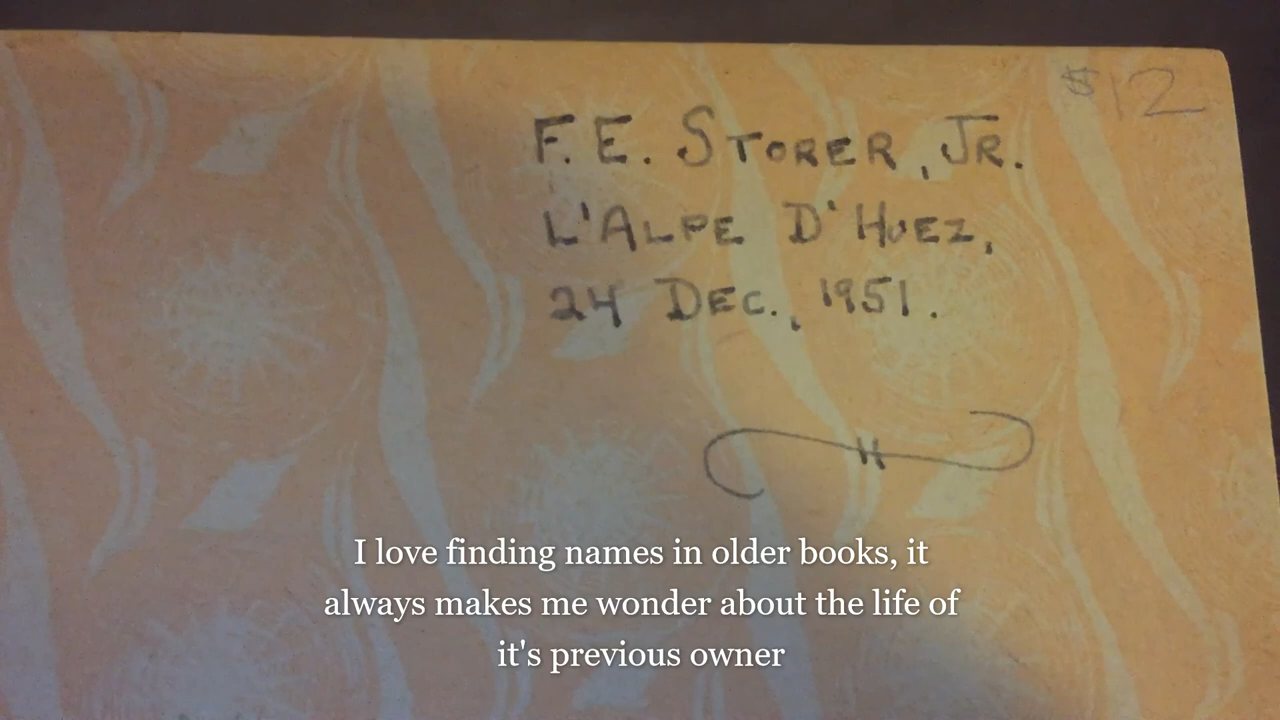 $12
F. E. STORER, JR.
L'ALPE D'HUEZ,
24 DEC., 1951.
I love finding names in older books, it
always makes me wonder about the life of
it's previous owner